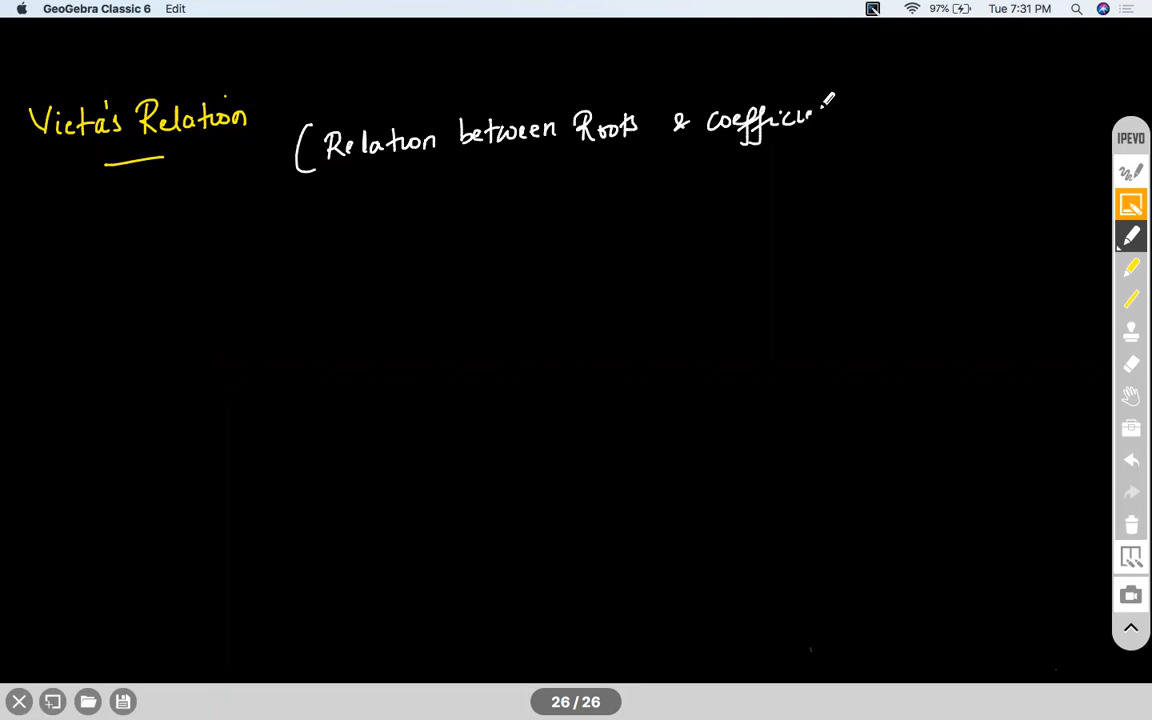 GeoGebra Classic 6 Edit 97% Tue 7:31 PM
Vieta's Relation (Relation between Roots & coefficie
IPEVO
26 / 26